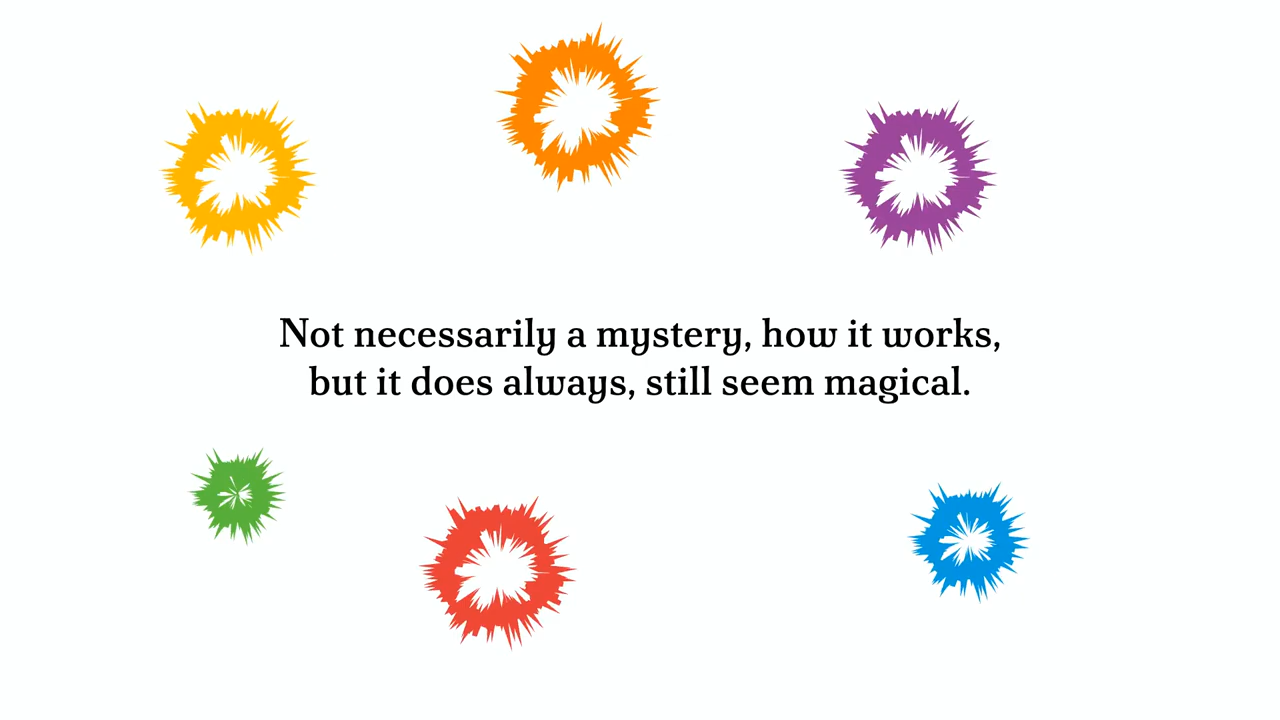 Not necessarily a mystery, how it works,
but it does always, still seem magical.